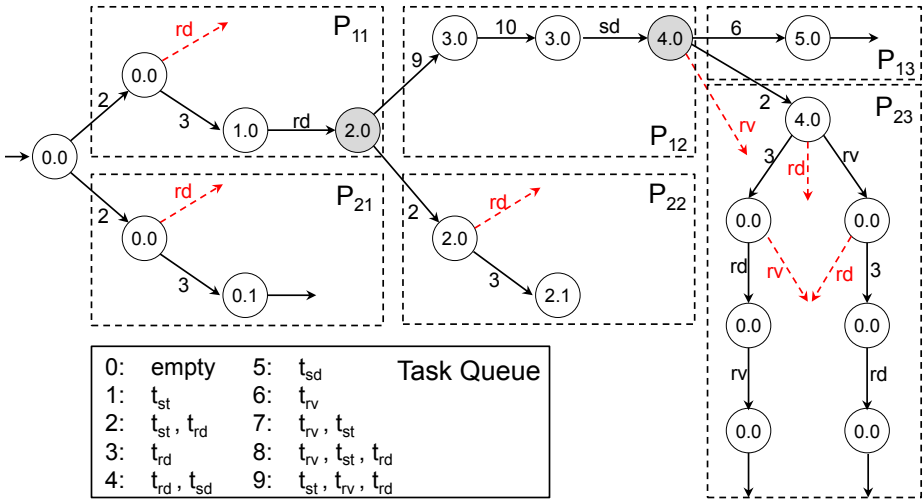 rd
P11
3.0
10
3.0
sd
4.0
6
5.0
P13
0.0
9
2
2
3
rd
P12
P23
1.0
2.0
rv
4.0
0.0
3
rd
rv
2
rd
P21
2
rd
P22
0.0
2.0
0.0
0.0
3
3
rd
rv
rd
3
0.1
2.1
0.0
0.0
Task Queue
0: empty 5: tsd
1: tst 6: trv
2: tst , trd 7: trv , tst
3: trd 8: trv , tst , trd
4: trd , tsd 9: tst , trv , trd
rv
rd
0.0
0.0